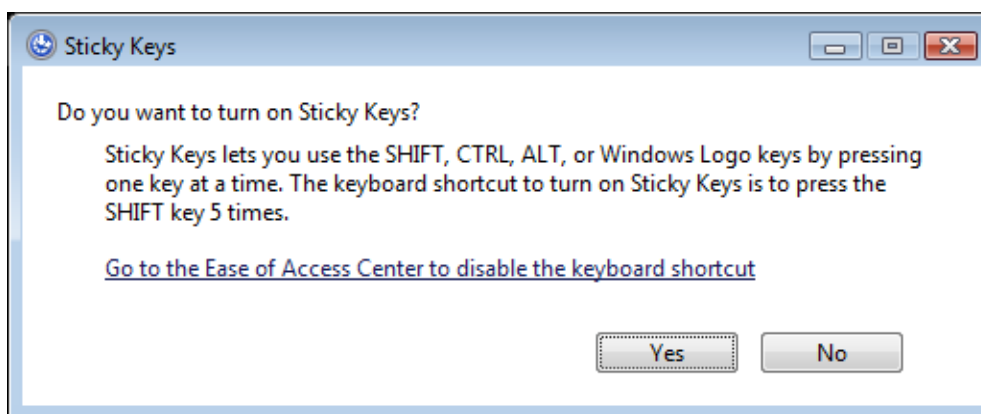 Sticky Keys
Do you want to turn on Sticky Keys?
Sticky Keys lets you use the SHIFT, CTRL, ALT, or Windows Logo keys by pressing
one key at a time. The keyboard shortcut to turn on Sticky Keys is to press the
SHIFT key 5 times.
Go to the Ease of Access Center to disable the keyboard shortcut
Yes No